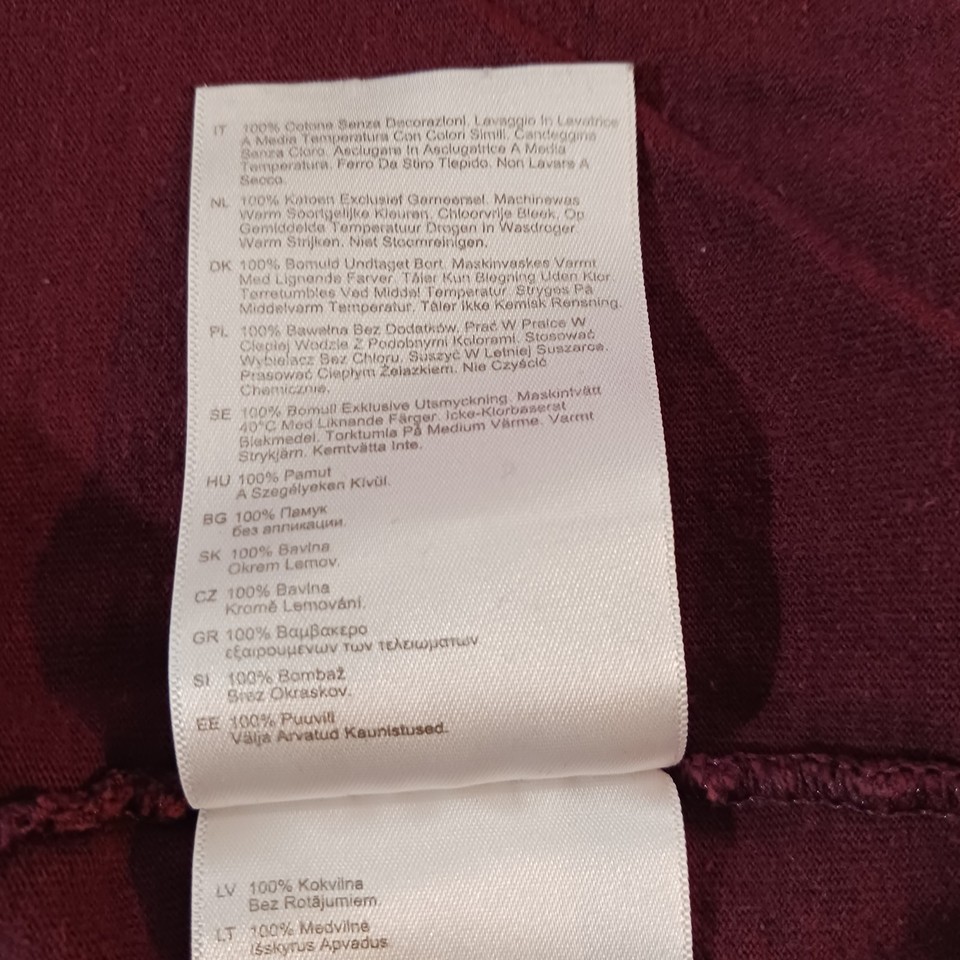 IT 100% Cotone Senza Decorazioni. Lavaggio In Lavatrice
A Media Temperatura Con Colori Simili. Candeggina
Senza Cloro. Asciugare In Asciugatrice A Media
Temperatura. Ferro Da Stiro Tiepido. Non Lavare A
Secco.
NL 100% Katoen Exclusief Garneersel. Machinewas
Warm Soortgelijke Kleuren. Chloorvrije Bleek. Op
Gemiddelde Temperatuur Drogen In Wasdroger
Warm Strijken. Niet Stoomreinigen.
DK 100% Bomuld Undtaget Bort. Maskinvaskes Varmt
Med Lignende Farver. Tåler Kun Blegning Uden Klor
Tørretumbles Ved Middel Temperatur. Stryges På
Middelvarm Temperatur. Tåler Ikke Kemisk Rensning.
PL 100% Bawełna Bez Dodatków. Prać W Pralce W
Ciepłej Wodzie Z Podobnymi Kolorami. Stosować
Wybielacz Bez Chloru. Suszyć W Letniej Suszarce.
Prasować Ciepłym Żelazkiem. Nie Czyścić
Chemicznie.
SE 100% Bomull Exklusive Utsmyckning. Maskintvätt
40°C Med Liknande Färger. Icke-Klorbaserat
Blekmedel. Torktumla På Medium Värme. Varmt
Strykjärn. Kemtvätta Inte.
HU 100% Pamut
A Szegélyeken Kívül.
BG 100% Памук
без апликации.
SK 100% Bavlna
Okrem Lemov.
CZ 100% Bavlna
Kromě Lemování.
GR 100% Βαμβακερο
εξαιρουμένων των τελειωματων
SI 100% Bombaž
Brez Okraskov.
EE 100% Puuvill
Välja Arvatud Kaunistused.
LV 100% Kokvilna
Bez Rotājumiem.
LT 100% Medvilnė
Išskyrus Apvadus.